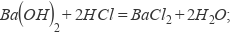 Ba(OH)₂ + 2HCl = BaCl₂ + 2H₂O;